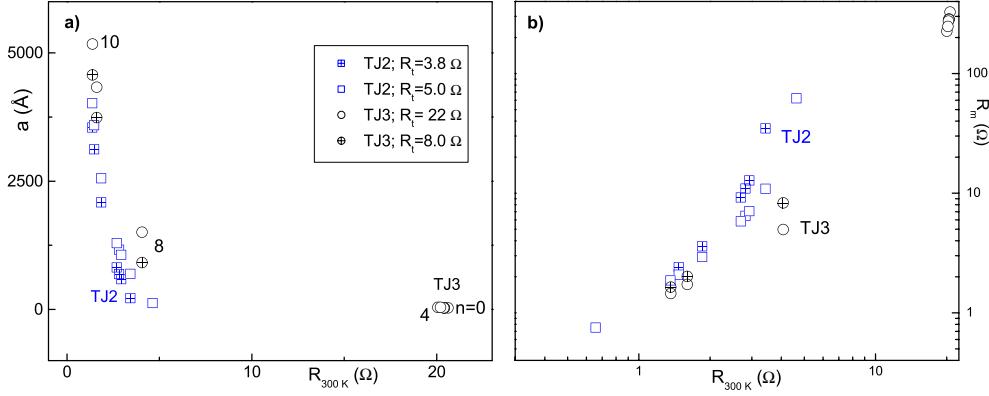 a)
5000
2500
0
a (Å)
10
TJ2; Rt=3.8 Ω
TJ2; Rt=5.0 Ω
TJ3; Rt= 22 Ω
TJ3; Rt=8.0 Ω
8
TJ2
TJ3
4
n=0
0
10
20
R300 K (Ω)
b)
100
10
1
Rm(Ω)
TJ2
TJ3
1
10
R300 K (Ω)